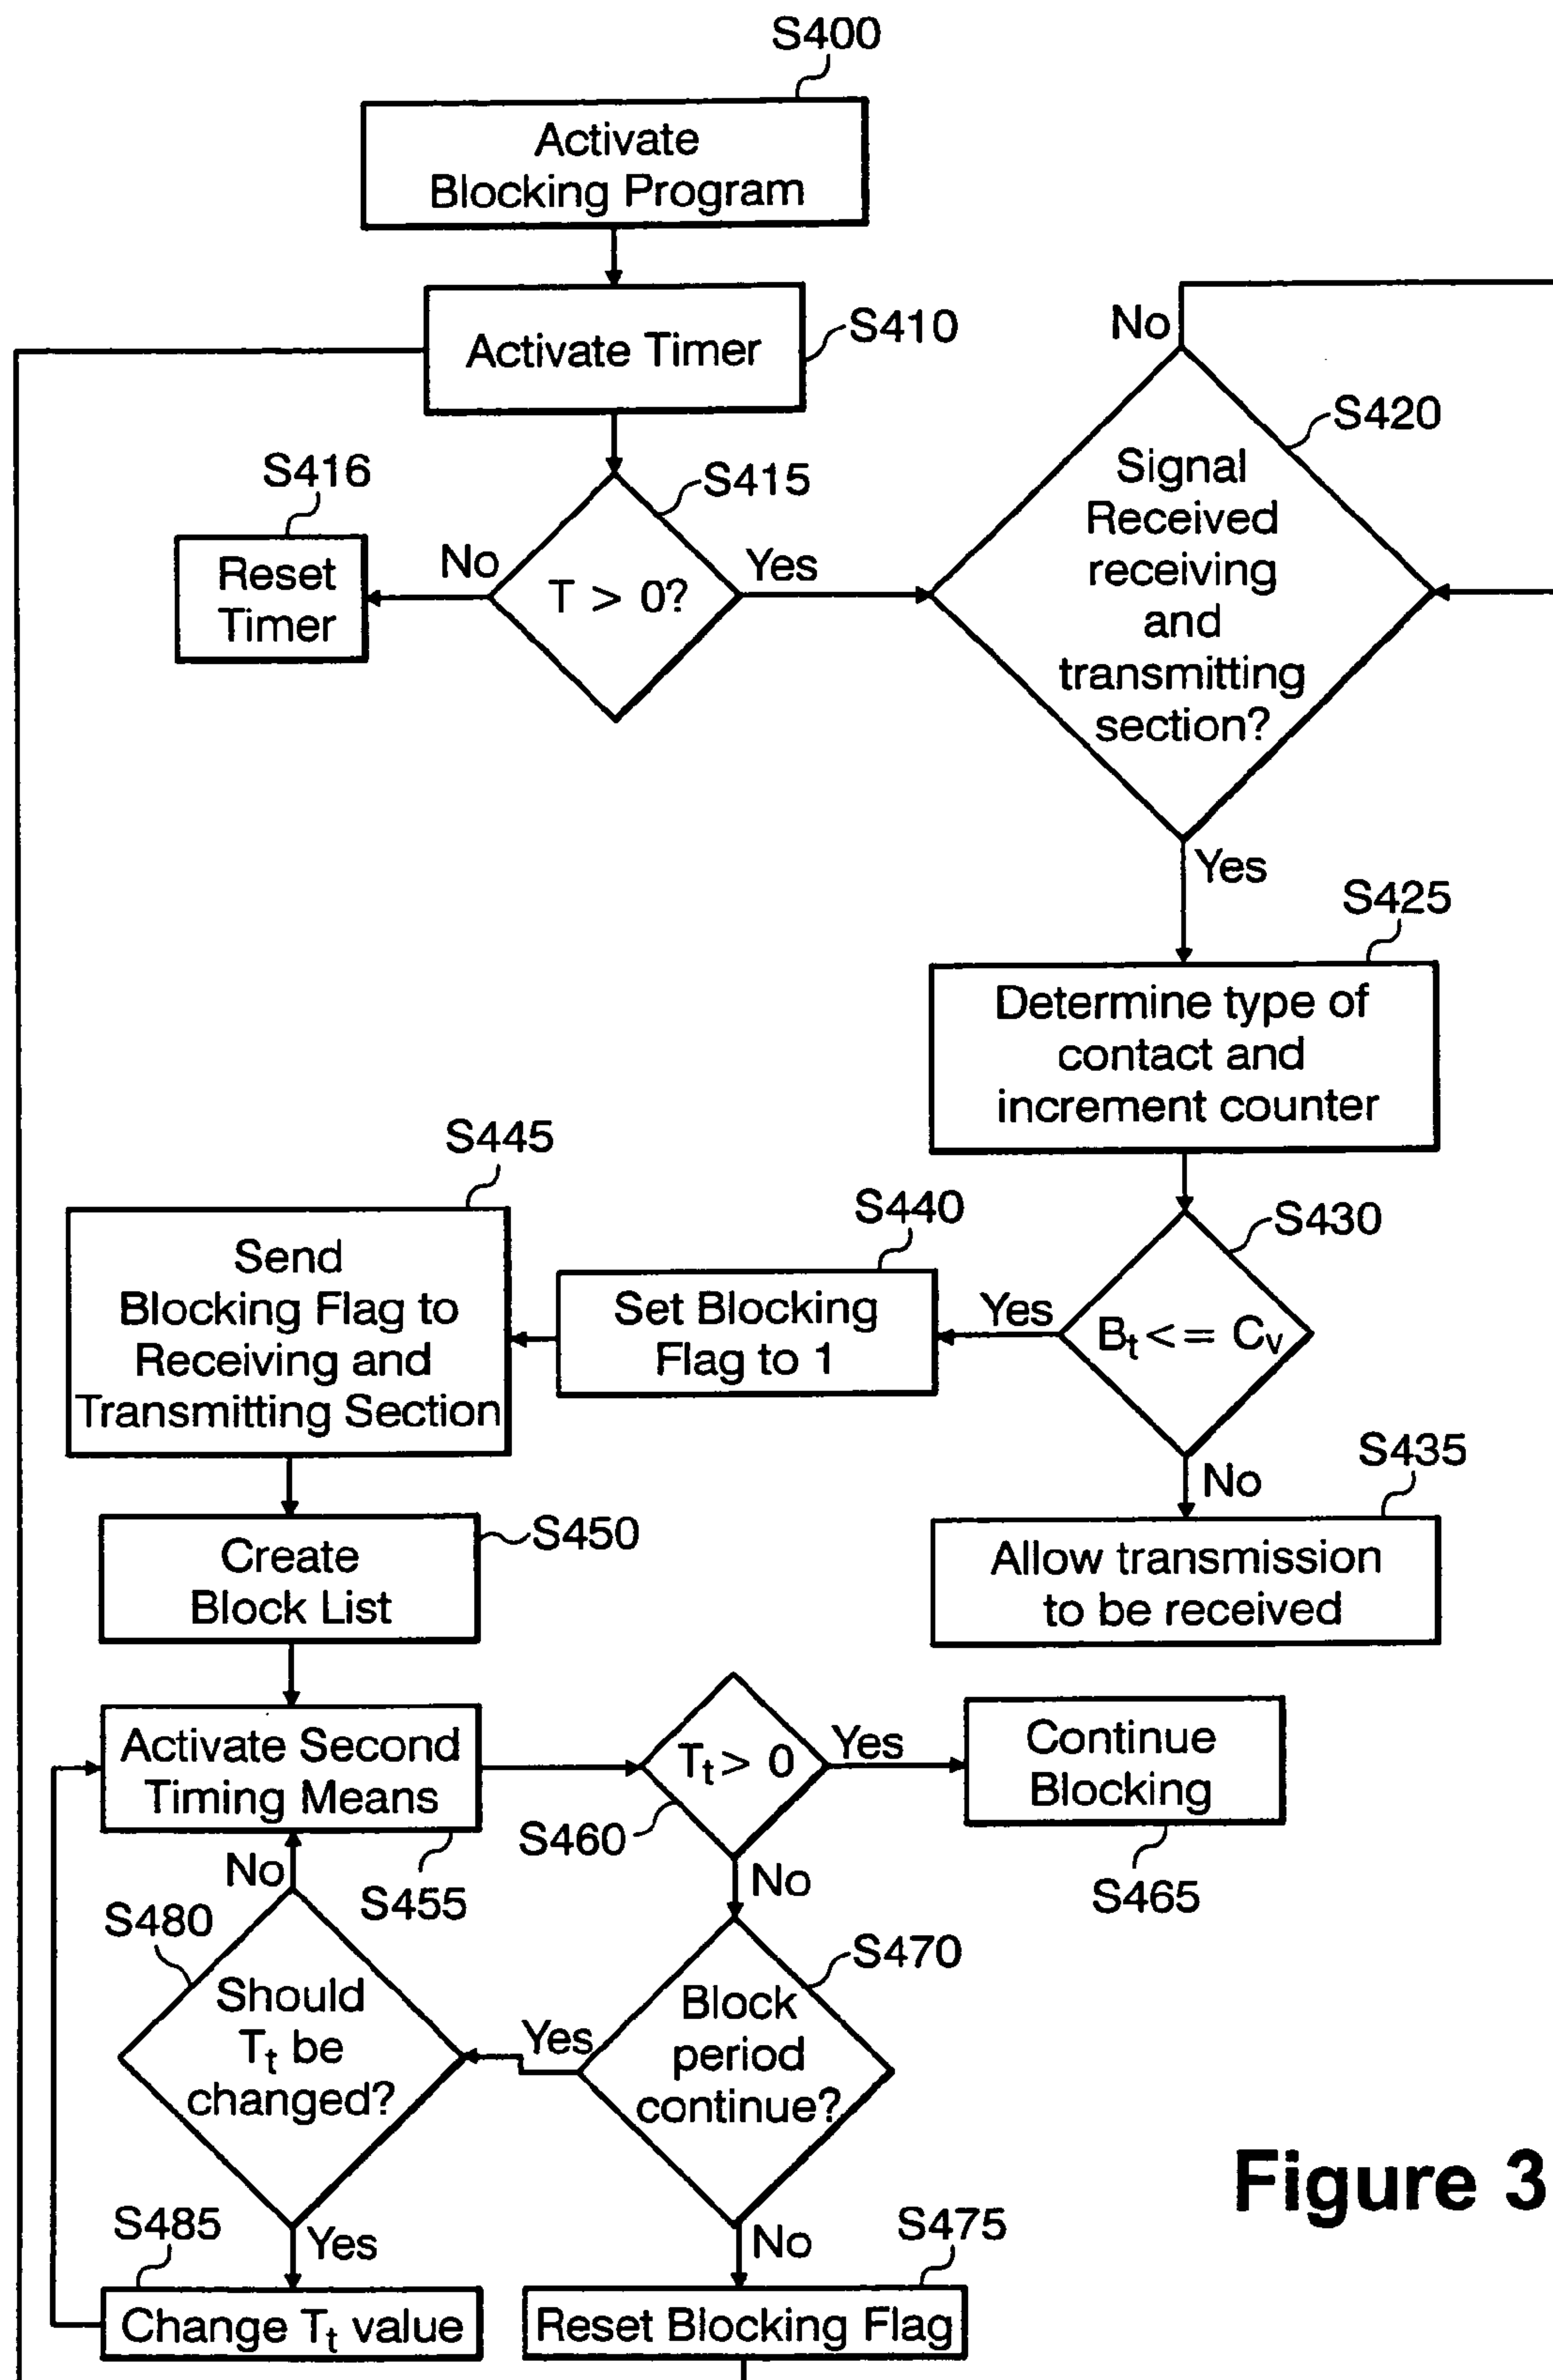 S400
Activate
Blocking Program
Activate Timer
S410
No
S420
Signal
Received
receiving
and
transmitting
section?
S416
Reset
Timer
No
S415
T > 0?
Yes
Yes
S425
Determine type of
contact and
increment counter
S445
Send
Blocking Flag to
Receiving and
Transmitting Section
S440
Set Blocking
Flag to 1
Yes
S430
Bt <= Cv
No
S435
Allow transmission
to be received
Create
Block List
S450
Activate Second
Timing Means
S455
Tt > 0
S460
Yes
Continue
Blocking
S465
No
No
S480
Should
Tt be
changed?
Yes
S470
Block
period
continue?
Figure 3
S485
Yes
Change Tt value
No
S475
Reset Blocking Flag